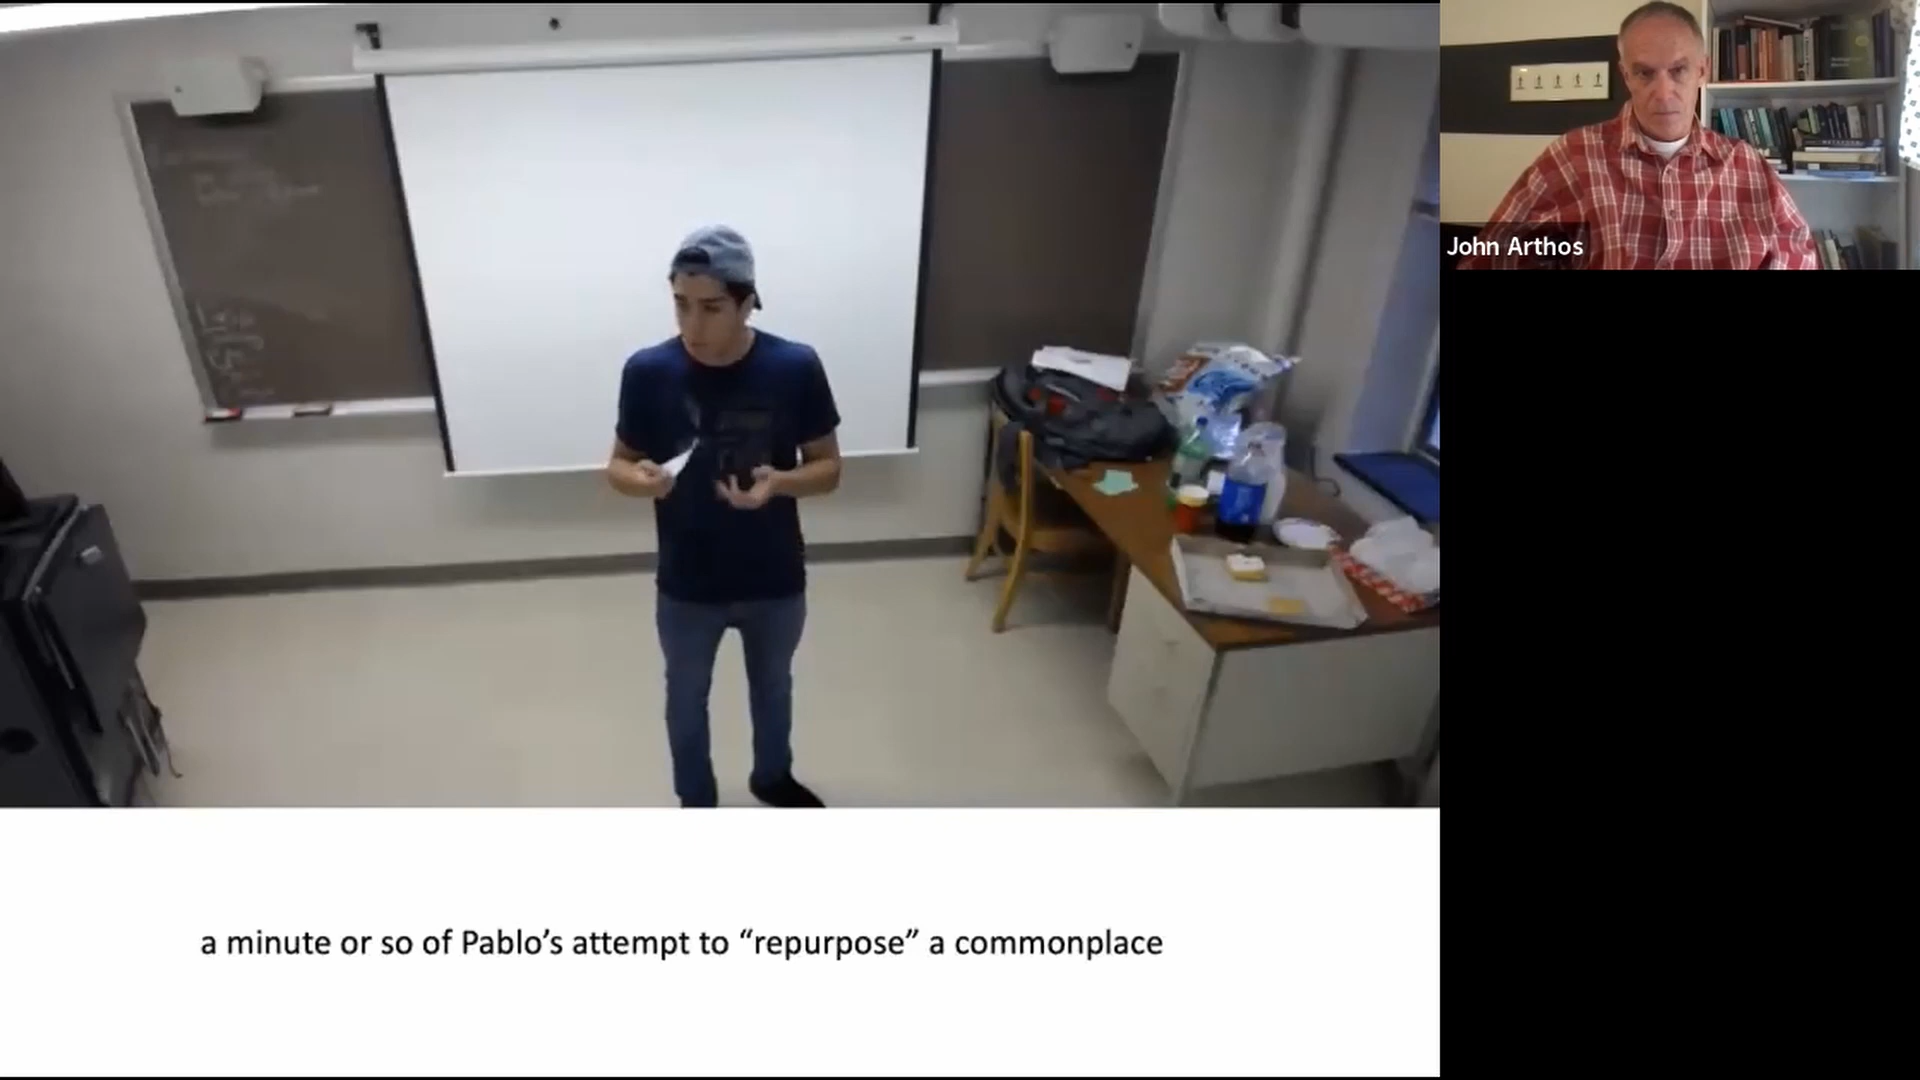 John Arthos
a minute or so of Pablo’s attempt to “repurpose” a commonplace